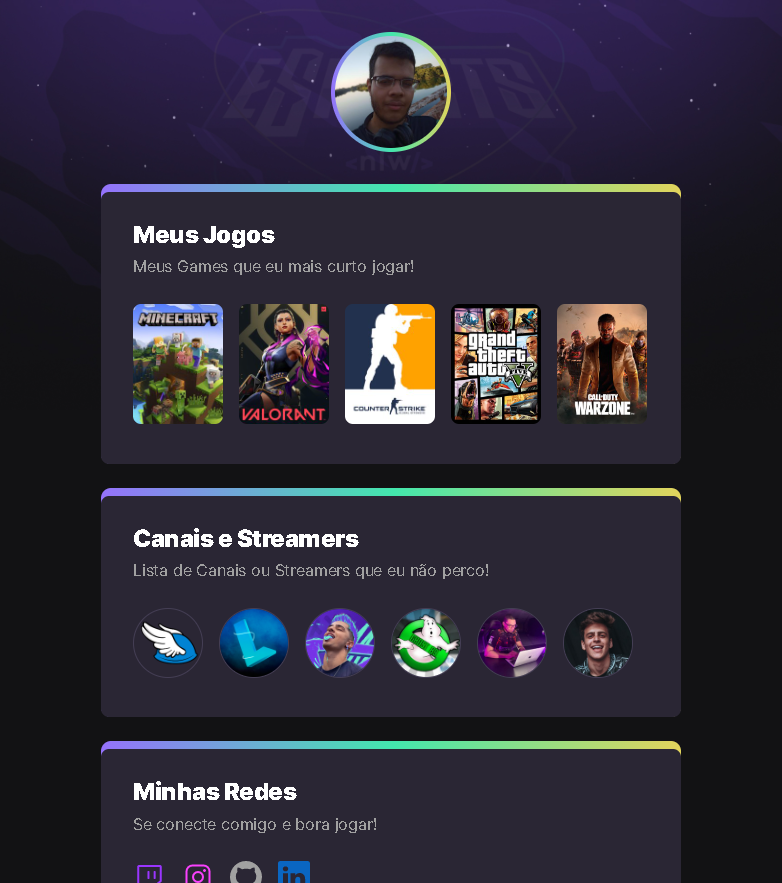 ESPORTS
<nlw/>
Meus Jogos
Meus Games que eu mais curto jogar!
MINECRAFT
VALORANT
COUNTER STRIKE
grand
theft
auto V
CALL OF DUTY
WARZONE
Canais e Streamers
Lista de Canais ou Streamers que eu não perco!
Minhas Redes
Se conecte comigo e bora jogar!
in